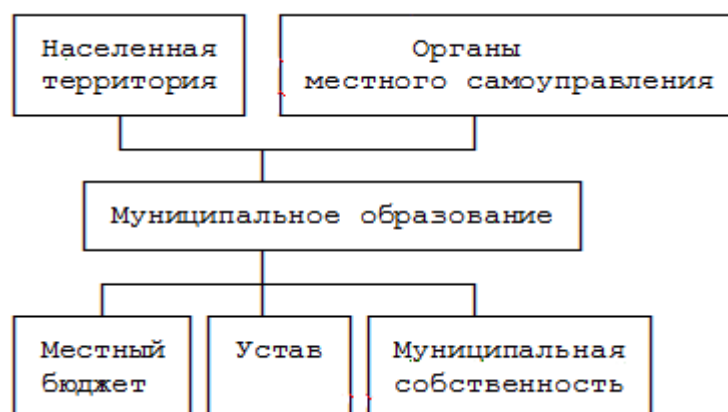 Населенная
территория
Органы
местного самоуправления
Муниципальное образование
Местный
бюджет
Устав
Муниципальная
собственность